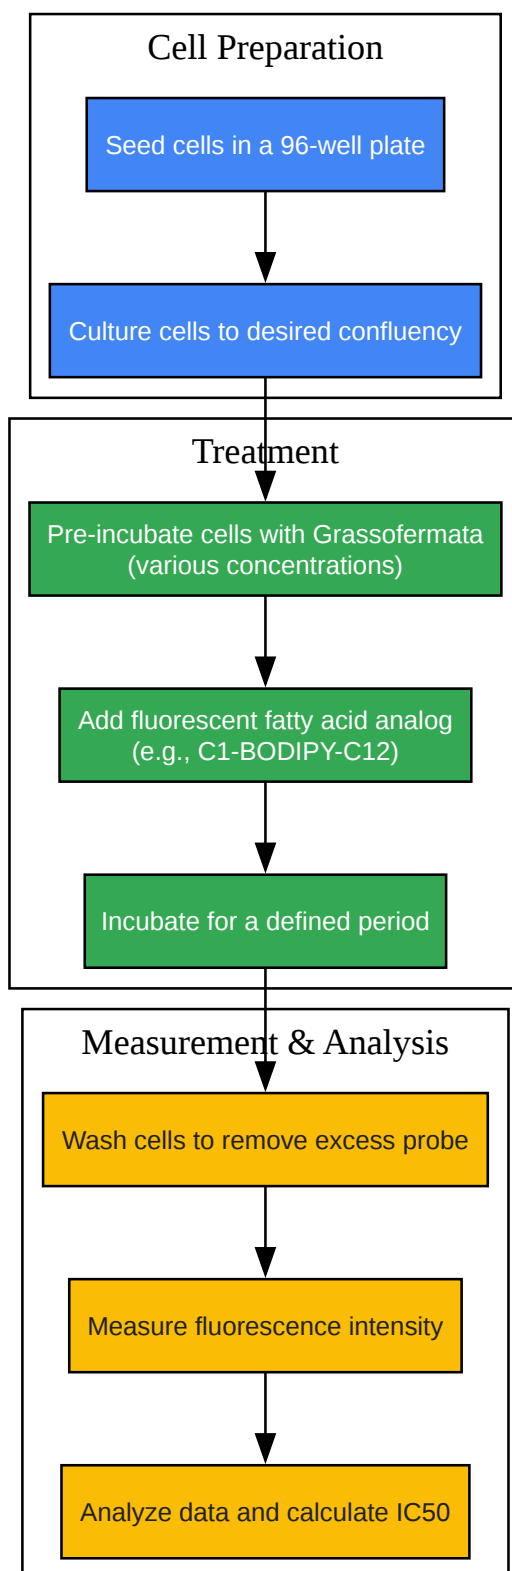 Cell Preparation
Seed cells in a 96-well plate
Culture cells to desired confluency
Treatment
Pre-incubate cells with Grassofermata
(various concentrations)
Add fluorescent fatty acid analog
(e.g., C1-BODIPY-C12)
Incubate for a defined period
Measurement & Analysis
Wash cells to remove excess probe
Measure fluorescence intensity
Analyze data and calculate IC50